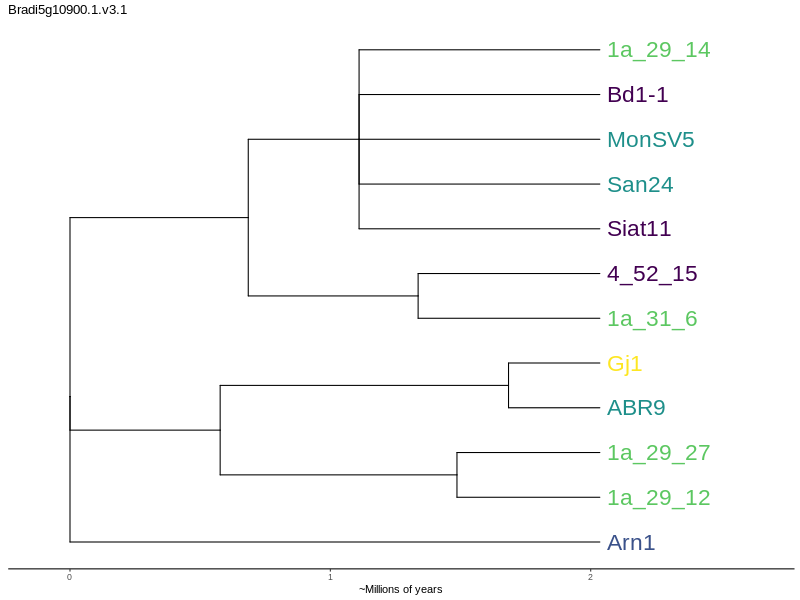 Bradi5g10900.1.v3.1
1a_29_14
Bd1-1
MonSV5
San24
Siat11
4_52_15
1a_31_6
Gj1
ABR9
1a_29_27
1a_29_12
Arn1
0 1 2
~Millions of years